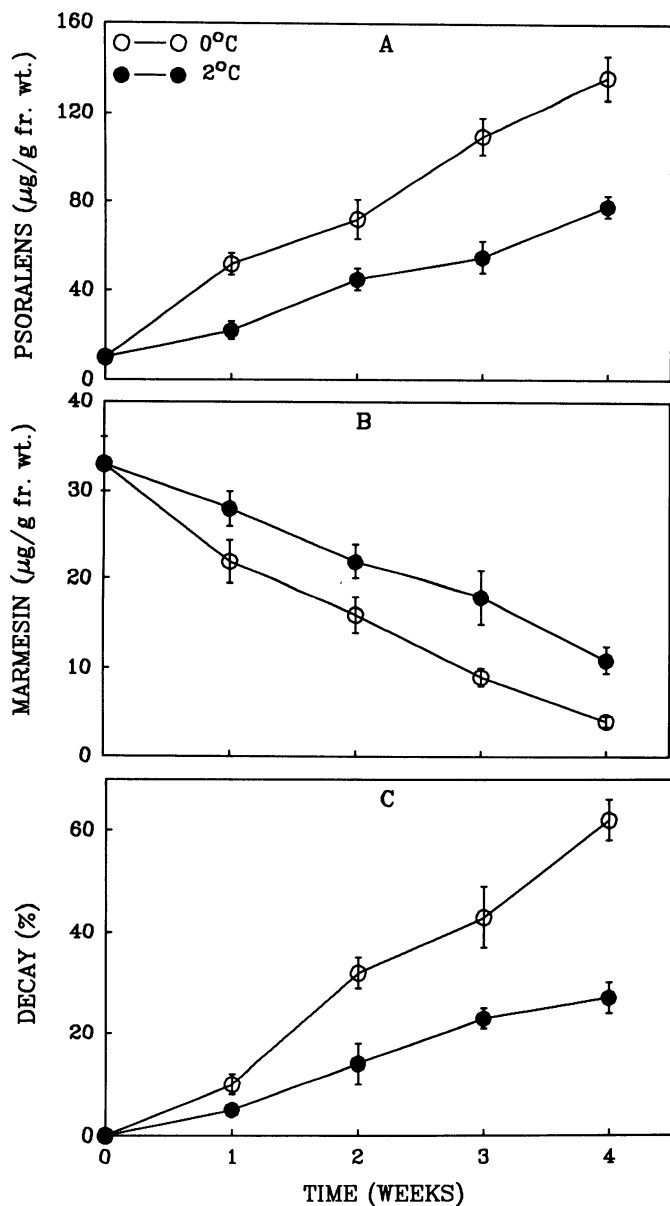 160
120
80
40
0
PSORALENS (μg/g fr. wt.)
A
0°C
2°C
40
30
20
10
0
MARMESIN (μg/g fr. wt.)
B
60
40
20
0
DECAY (%)
C
0 1 2 3 4
TIME (WEEKS)